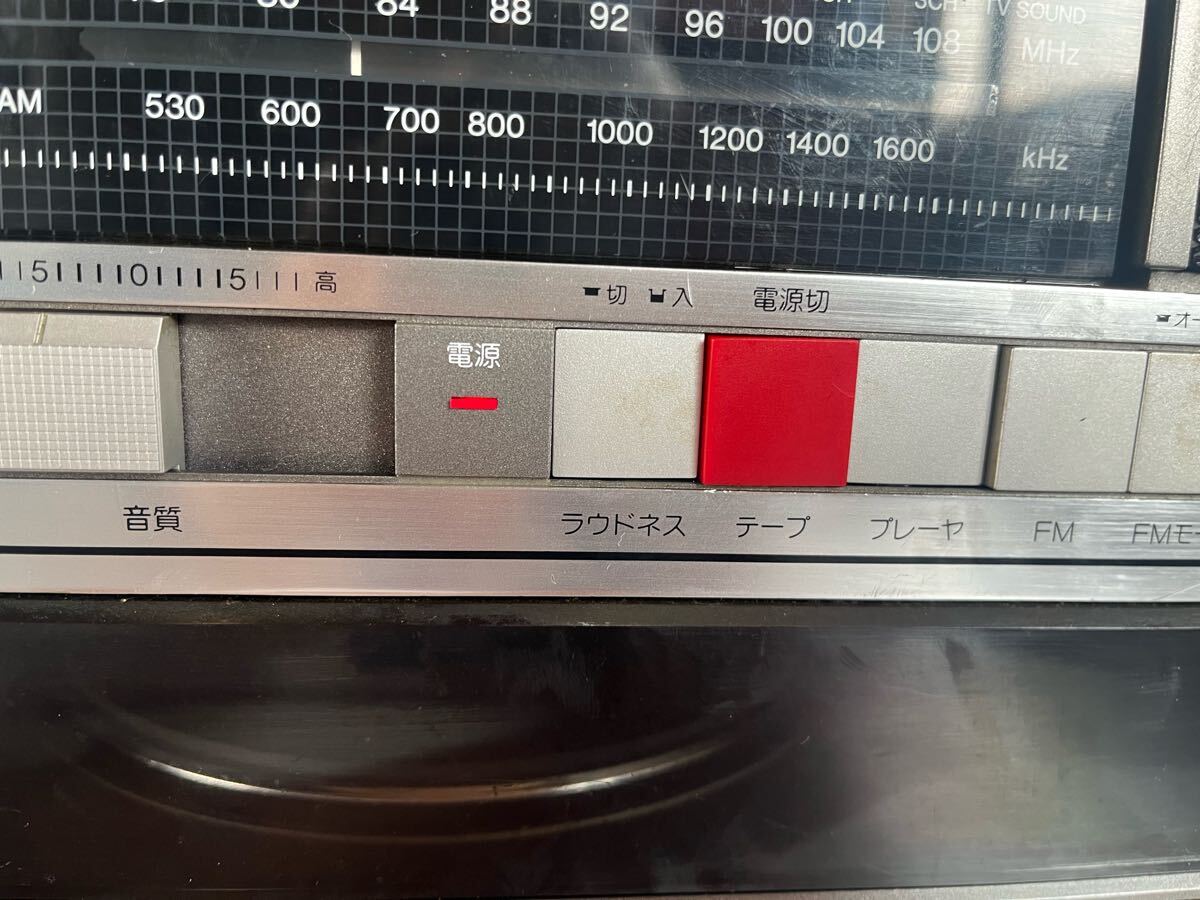 5CH TV SOUND
84 88 92 96 100 104 108 MHz
AM 530 600 700 800 1000 1200 1400 1600 kHz
5 0 5 高
切 入 電源切
電源
音質 ラウドネス テープ プレーヤ FM FMモ